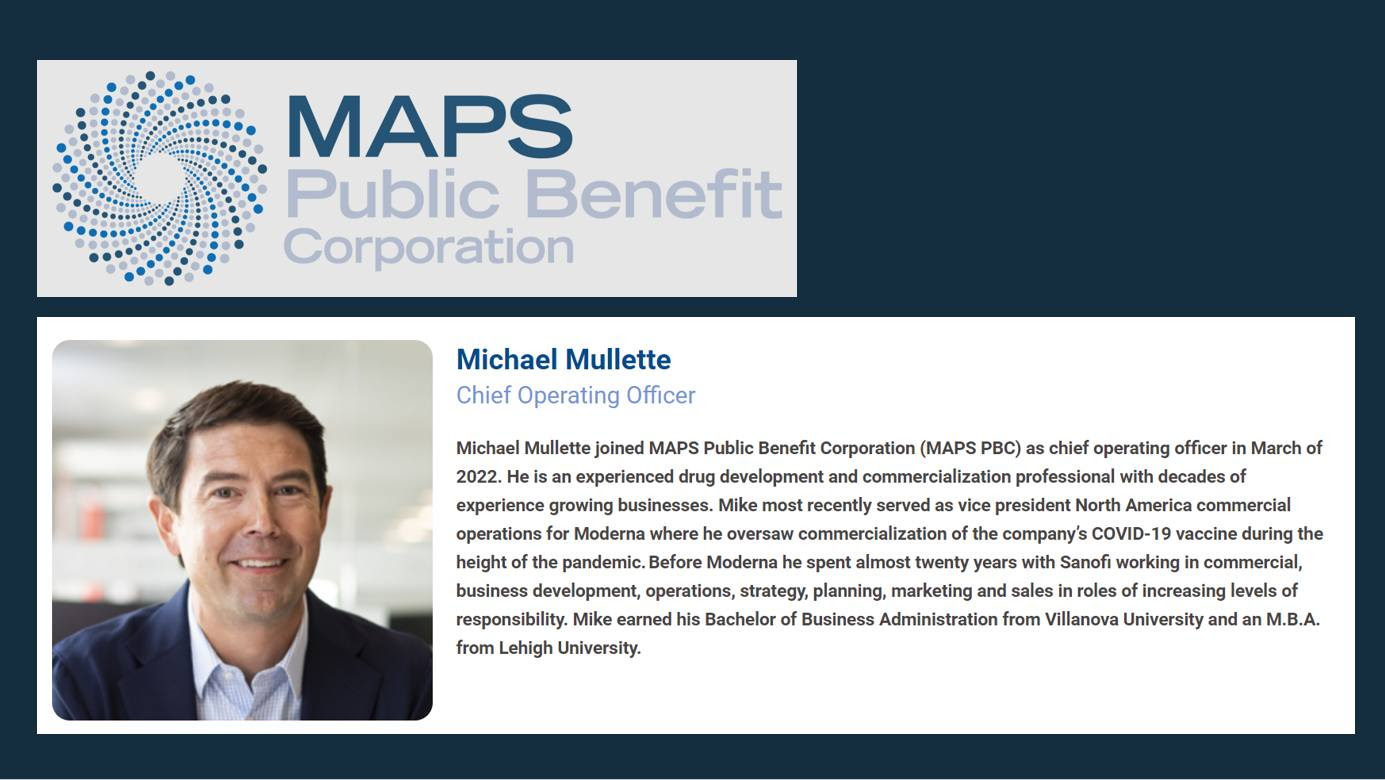 MAPS
Public Benefit
Corporation
Michael Mullette
Chief Operating Officer
Michael Mullette joined MAPS Public Benefit Corporation (MAPS PBC) as chief operating officer in March of
2022. He is an experienced drug development and commercialization professional with decades of
experience growing businesses. Mike most recently served as vice president North America commercial
operations for Moderna where he oversaw commercialization of the company’s COVID-19 vaccine during the
height of the pandemic. Before Moderna he spent almost twenty years with Sanofi working in commercial,
business development, operations, strategy, planning, marketing and sales in roles of increasing levels of
responsibility. Mike earned his Bachelor of Business Administration from Villanova University and an M.B.A.
from Lehigh University.